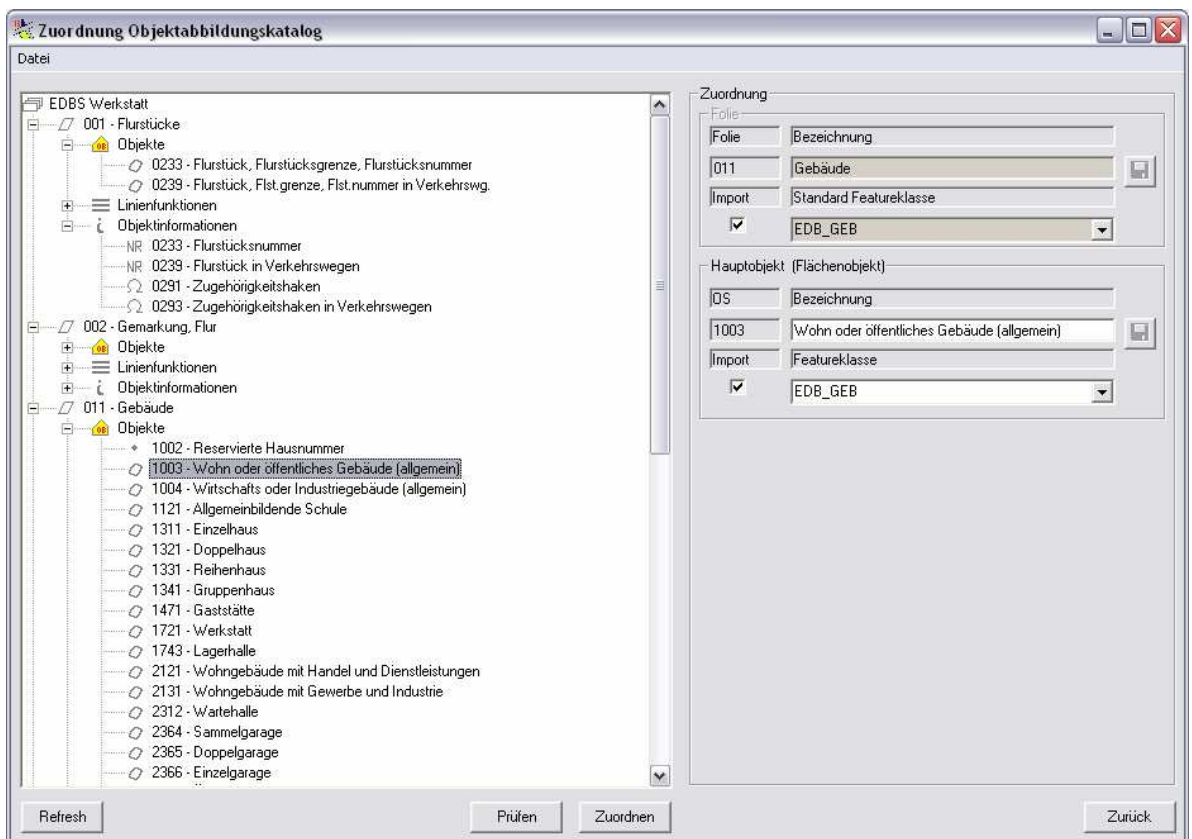 Zuordnung Objektabbildungskatalog
Datei
EDBS Werkstatt
001 - Flurstücke
OB Objekte
0233 - Flurstück, Flurstücksgrenze, Flurstücksnummer
0239 - Flurstück, Flst.grenze, Flst.nummer in Verkehrswg.
Linienfunktionen
i Objektinformationen
NR 0233 - Flurstücksnummer
NR 0239 - Flurstück in Verkehrswegen
0291 - Zugehörigkeitshaken
0293 - Zugehörigkeitshaken in Verkehrswegen
002 - Gemarkung, Flur
OB Objekte
Linienfunktionen
i Objektinformationen
011 - Gebäude
OB Objekte
1002 - Reservierte Hausnummer
1003 - Wohn oder öffentliches Gebäude (allgemein)
1004 - Wirtschafts oder Industriegebäude (allgemein)
1121 - Allgemeinbildende Schule
1311 - Einzelhaus
1321 - Doppelhaus
1331 - Reihenhaus
1341 - Gruppenhaus
1471 - Gaststätte
1721 - Werkstatt
1743 - Lagerhalle
2121 - Wohngebäude mit Handel und Dienstleistungen
2131 - Wohngebäude mit Gewerbe und Industrie
2312 - Wartehalle
2364 - Sammelgarage
2365 - Doppelgarage
2366 - Einzelgarage
Zuordnung
Folie
Folie Bezeichnung
011 Gebäude
Import Standard Featureklasse
EDB_GEB
Hauptobjekt (Flächenobjekt)
OS Bezeichnung
1003 Wohn oder öffentliches Gebäude (allgemein)
Import Featureklasse
EDB_GEB
Refresh Prüfen Zuordnen Zurück